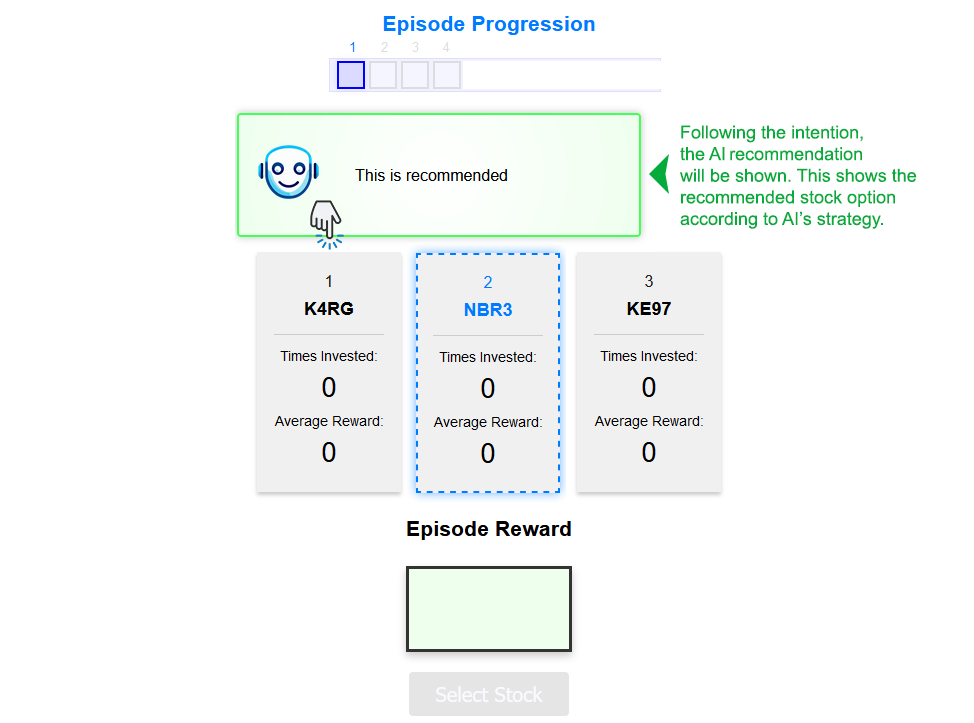 Episode Progression
1 2 3 4
This is recommended
Following the intention,
the AI recommendation
will be shown. This shows the
recommended stock option
according to AI's strategy.
1 2 3
K4RG NBR3 KE97
Times Invested: Times Invested: Times Invested:
0 0 0
Average Reward: Average Reward: Average Reward:
0 0 0
Episode Reward
Select Stock